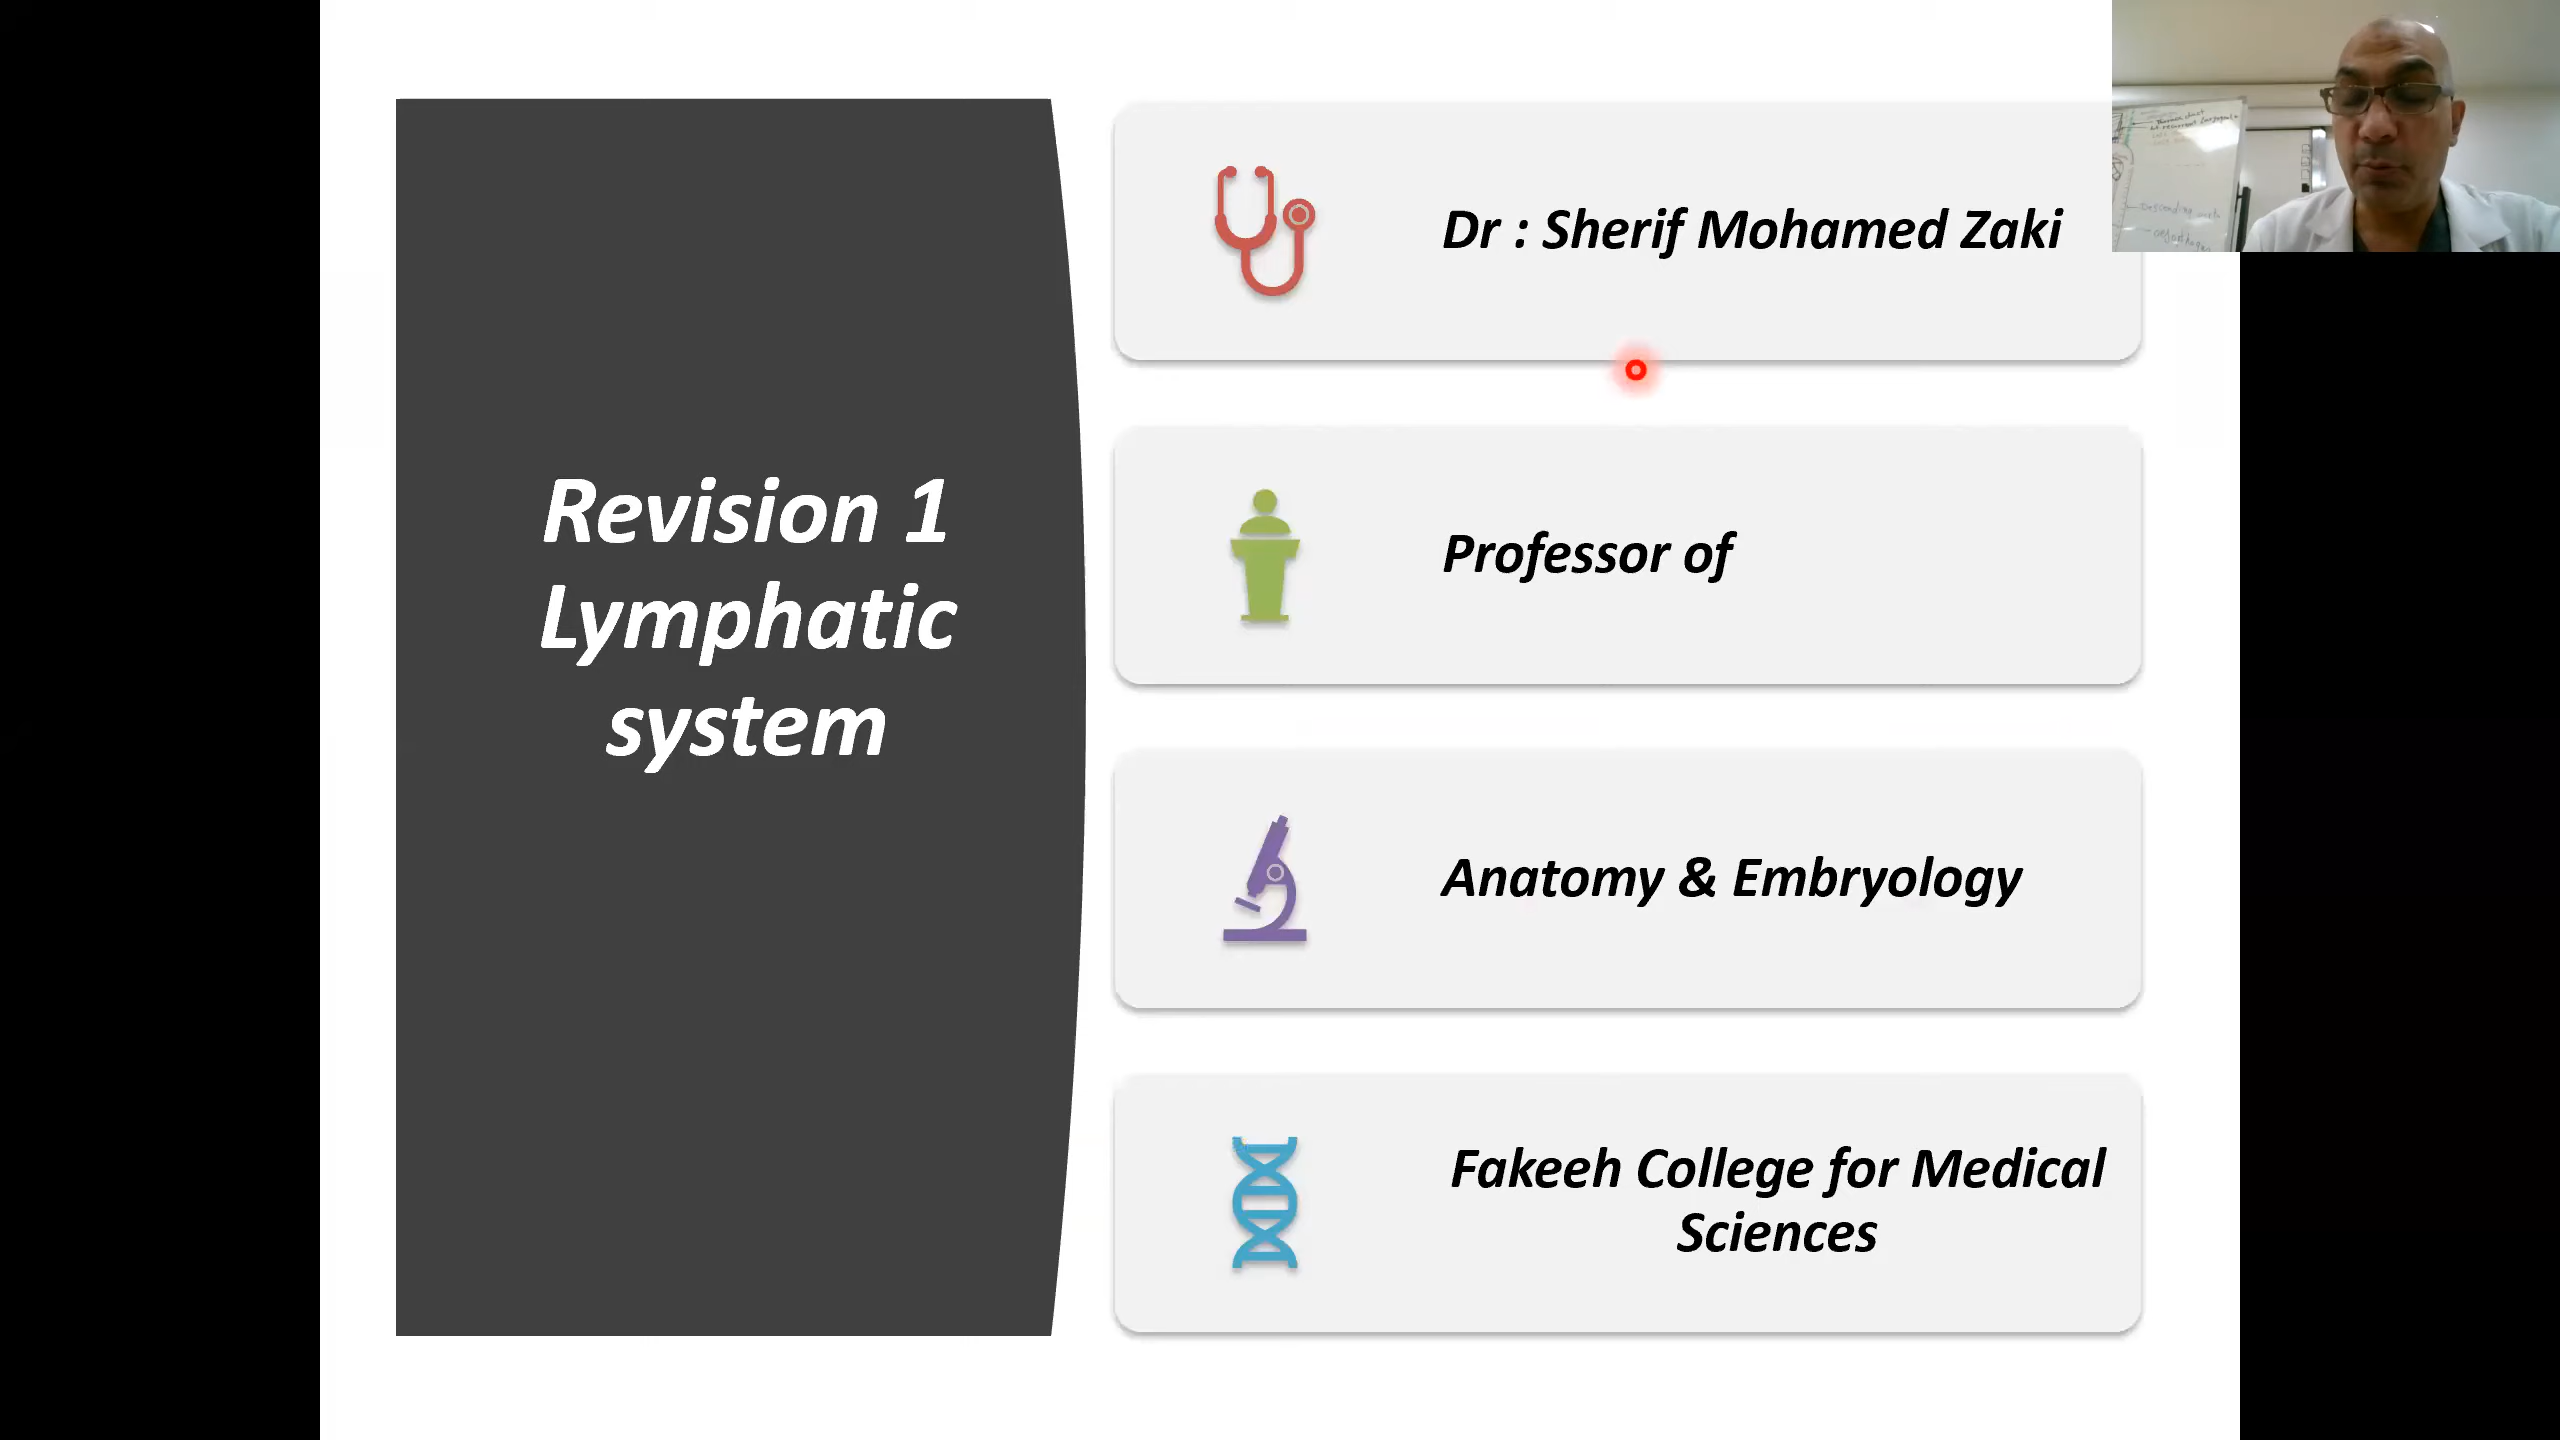 Revision 1
Lymphatic
system
Dr : Sherif Mohamed Zaki
Professor of
Anatomy & Embryology
Fakeeh College for Medical
Sciences